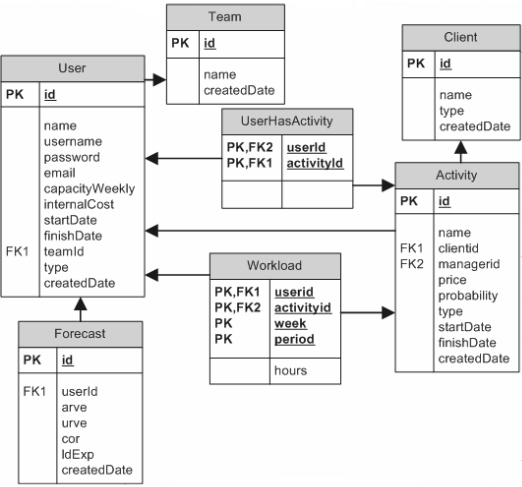 Team
PK id
name
createdDate
Client
PK id
name
type
createdDate
User
PK id
name
username
password
email
capacityWeekly
internalCost
startDate
finishDate
FK1 teamId
type
createdDate
UserHasActivity
PK,FK2 userId
PK,FK1 activityId
Activity
PK id
name
FK1 clientid
FK2 managerid
price
probability
type
startDate
finishDate
createdDate
Workload
PK,FK1 userid
PK,FK2 activityid
PK week
PK period
hours
Forecast
PK id
FK1 userId
arve
urve
cor
ldExp
createdDate